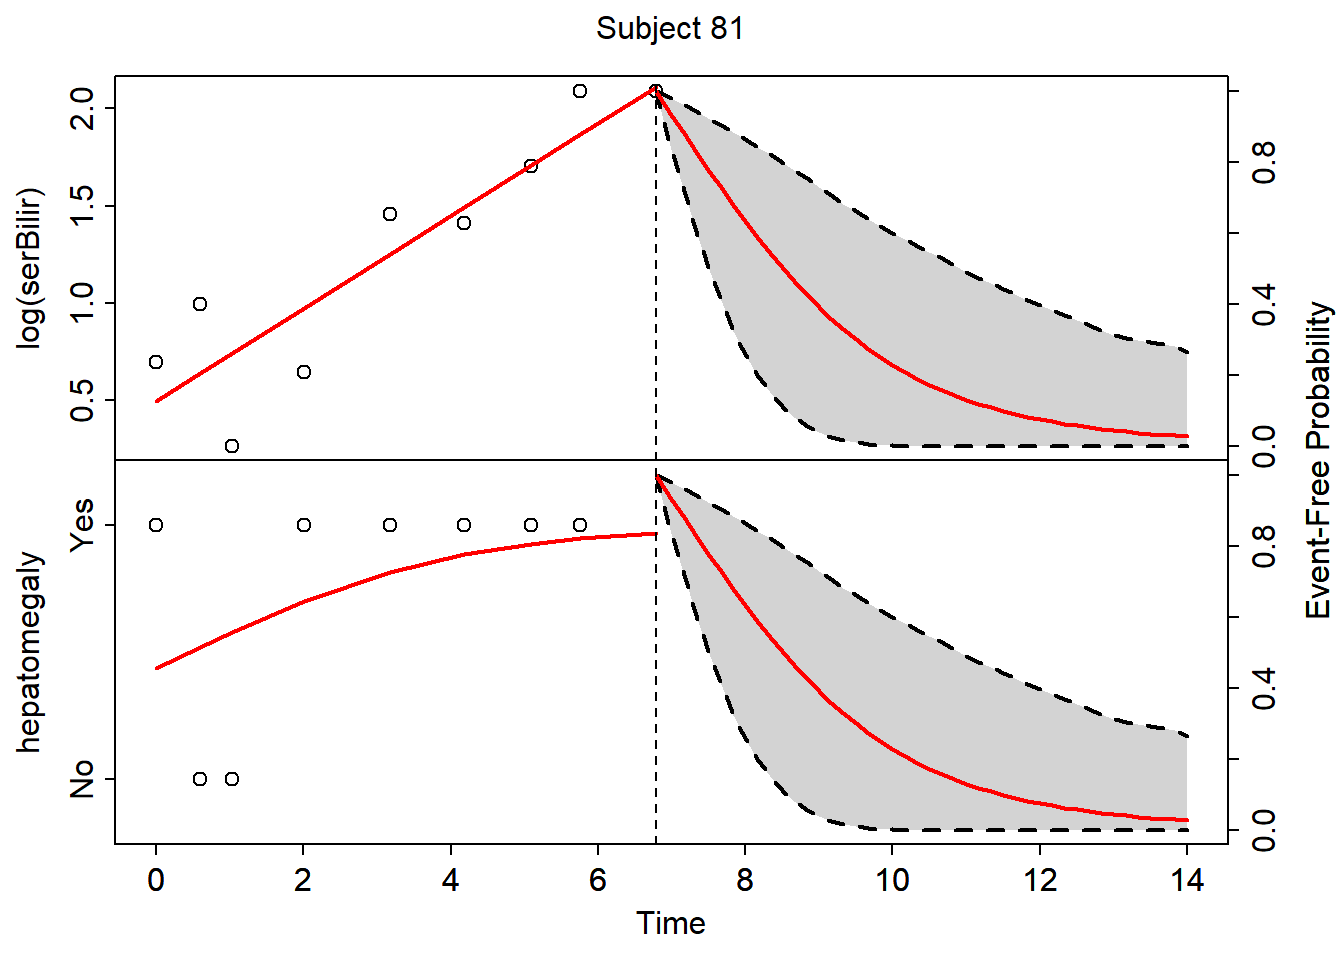 Subject 81
log(serBilir)
2.0
1.5
1.0
0.5
0.8
0.4
0.0
Event-Free Probability
hepatomegaly
Yes
No
0.8
0.4
0.0
0 2 4 6 8 10 12 14
Time